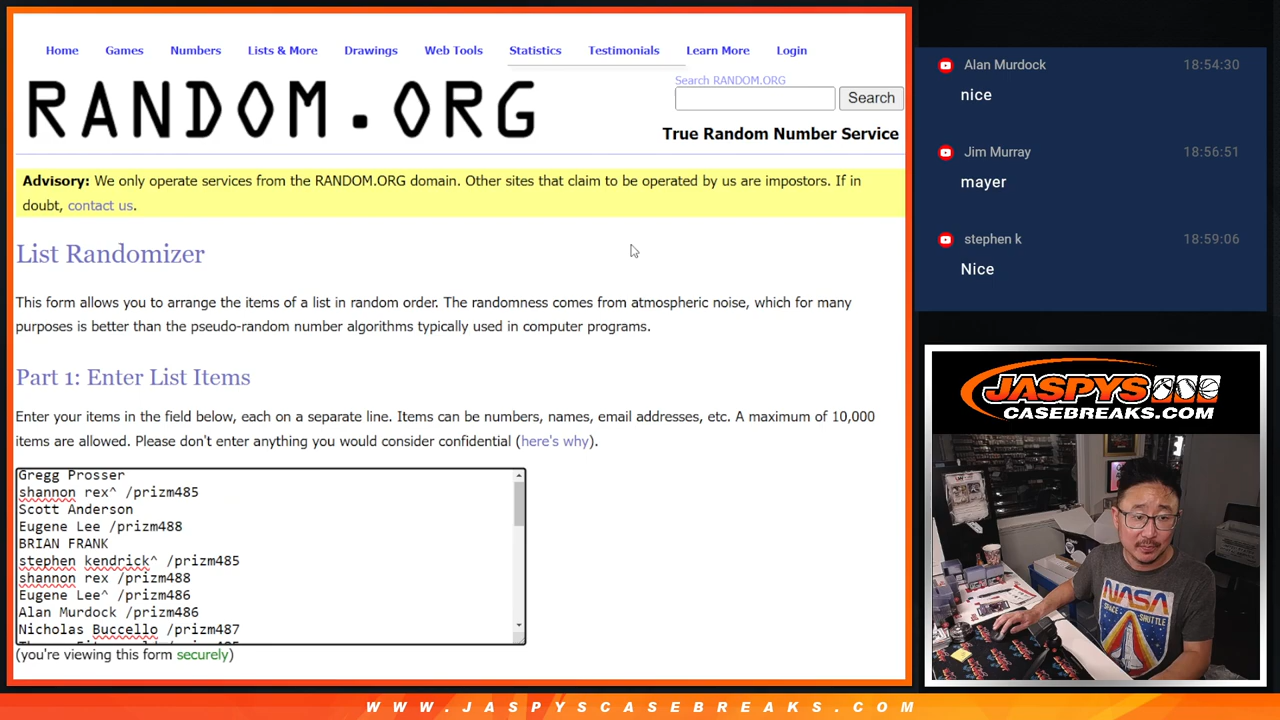 Home Games Numbers Lists & More Drawings Web Tools Statistics Testimonials Learn More Login
RANDOM.ORG
Search RANDOM.ORG
Search
True Random Number Service
Advisory: We only operate services from the RANDOM.ORG domain. Other sites that claim to be operated by us are impostors. If in
doubt, contact us.
List Randomizer
This form allows you to arrange the items of a list in random order. The randomness comes from atmospheric noise, which for many
purposes is better than the pseudo-random number algorithms typically used in computer programs.
Part 1: Enter List Items
Enter your items in the field below, each on a separate line. Items can be numbers, names, email addresses, etc. A maximum of 10,000
items are allowed. Please don't enter anything you would consider confidential (here's why).
Gregg Prosser
shannon rex^ /prizm485
Scott Anderson
Eugene Lee /prizm488
BRIAN FRANK
stephen kendrick^ /prizm485
shannon rex /prizm488
Eugene Lee^ /prizm486
Alan Murdock /prizm486
Nicholas Buccello /prizm487
(you're viewing this form securely)
Alan Murdock 18:54:30
nice
Jim Murray 18:56:51
mayer
stephen k 18:59:06
Nice
JASPYS
CASEBREAKS.COM
NASA
SPACE SHUTTLE
WWW.JASPYSCASEBREAKS.COM